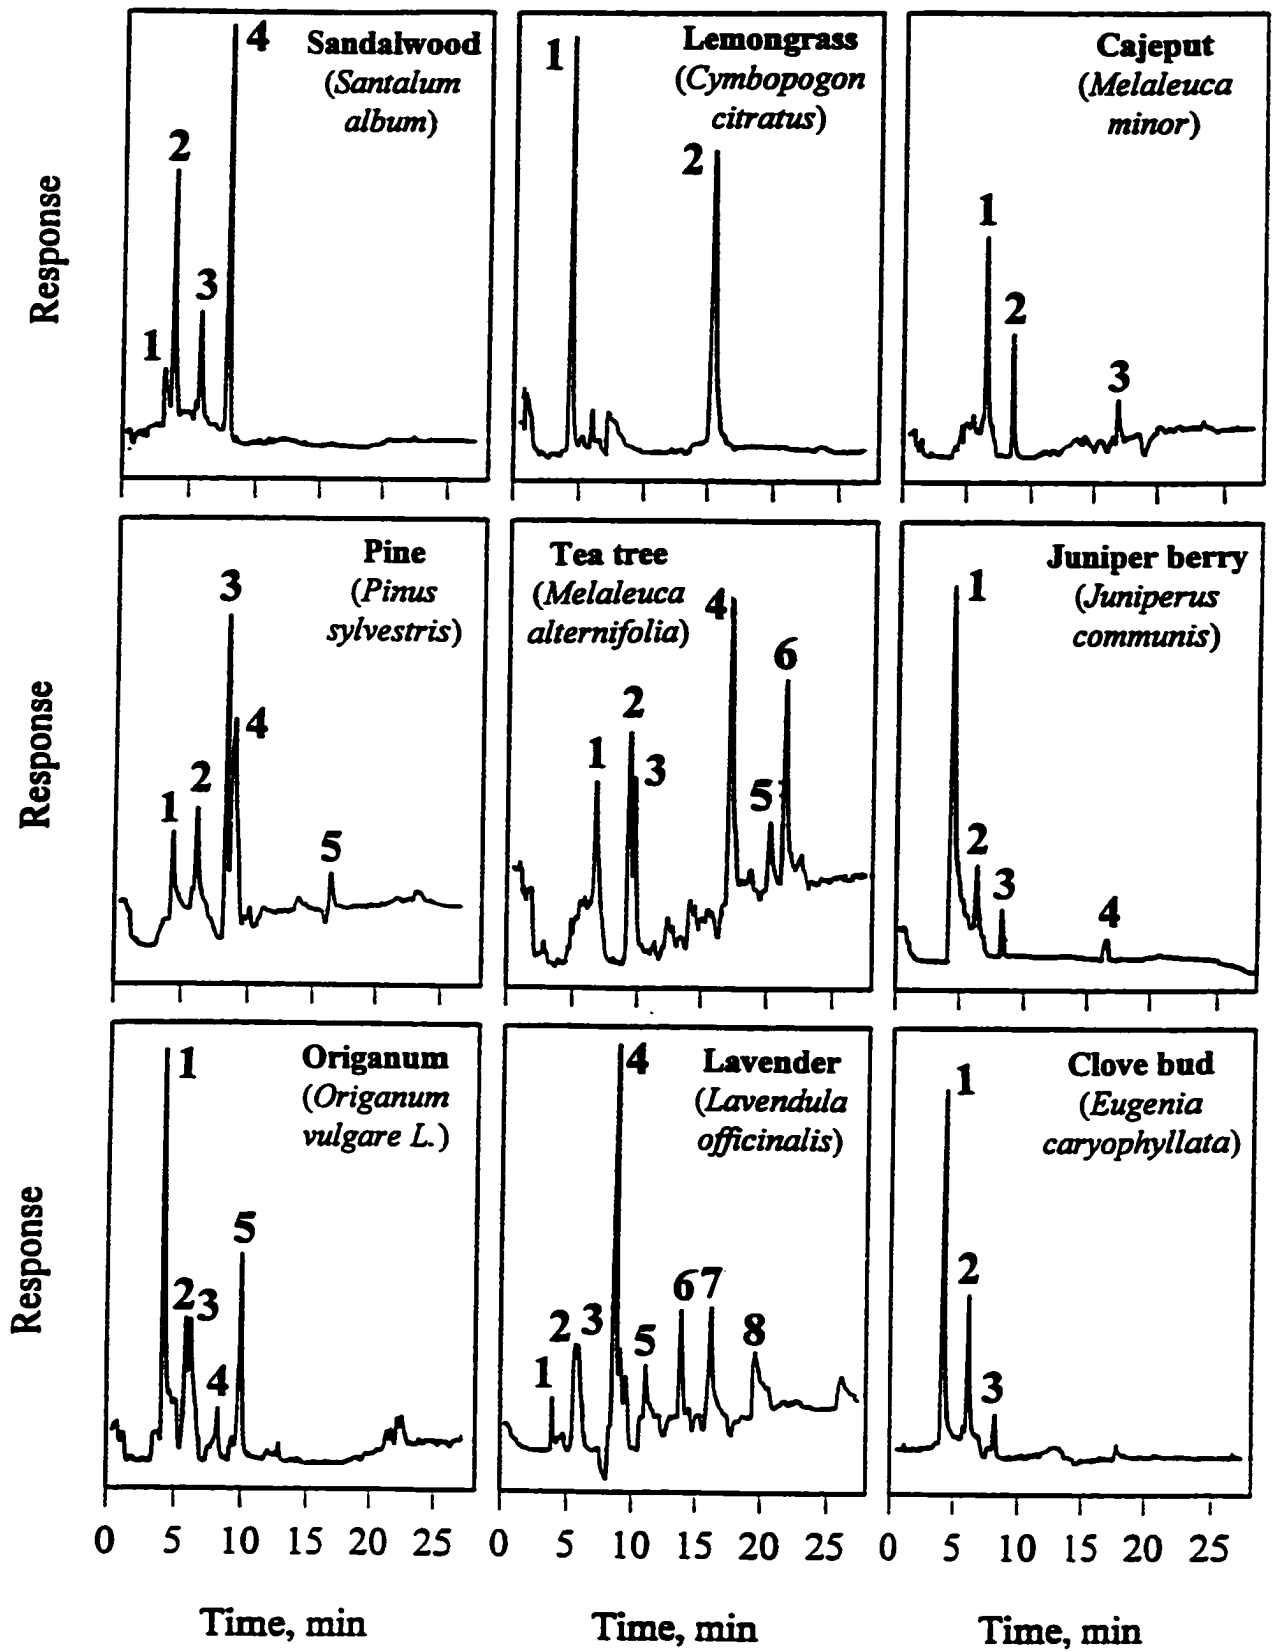 Response
Sandalwood
(Santalum
album)
1
2
3
4
Lemongrass
(Cymbopogon
citratus)
1
2
Cajeput
(Melaleuca
minor)
1
2
3
Response
Pine
(Pinus
sylvestris)
1
2
3
4
5
Tea tree
(Melaleuca
alternifolia)
1
2
3
4
5
6
Juniper berry
(Juniperus
communis)
1
2
3
4
Response
Origanum
(Origanum
vulgare L.)
1
2
3
4
5
Lavender
(Lavendula
officinalis)
1
2
3
4
5
6
7
8
Clove bud
(Eugenia
caryophyllata)
1
2
3
0 5 10 15 20 25
0 5 10 15 20 25
0 5 10 15 20 25
Time, min
Time, min
Time, min